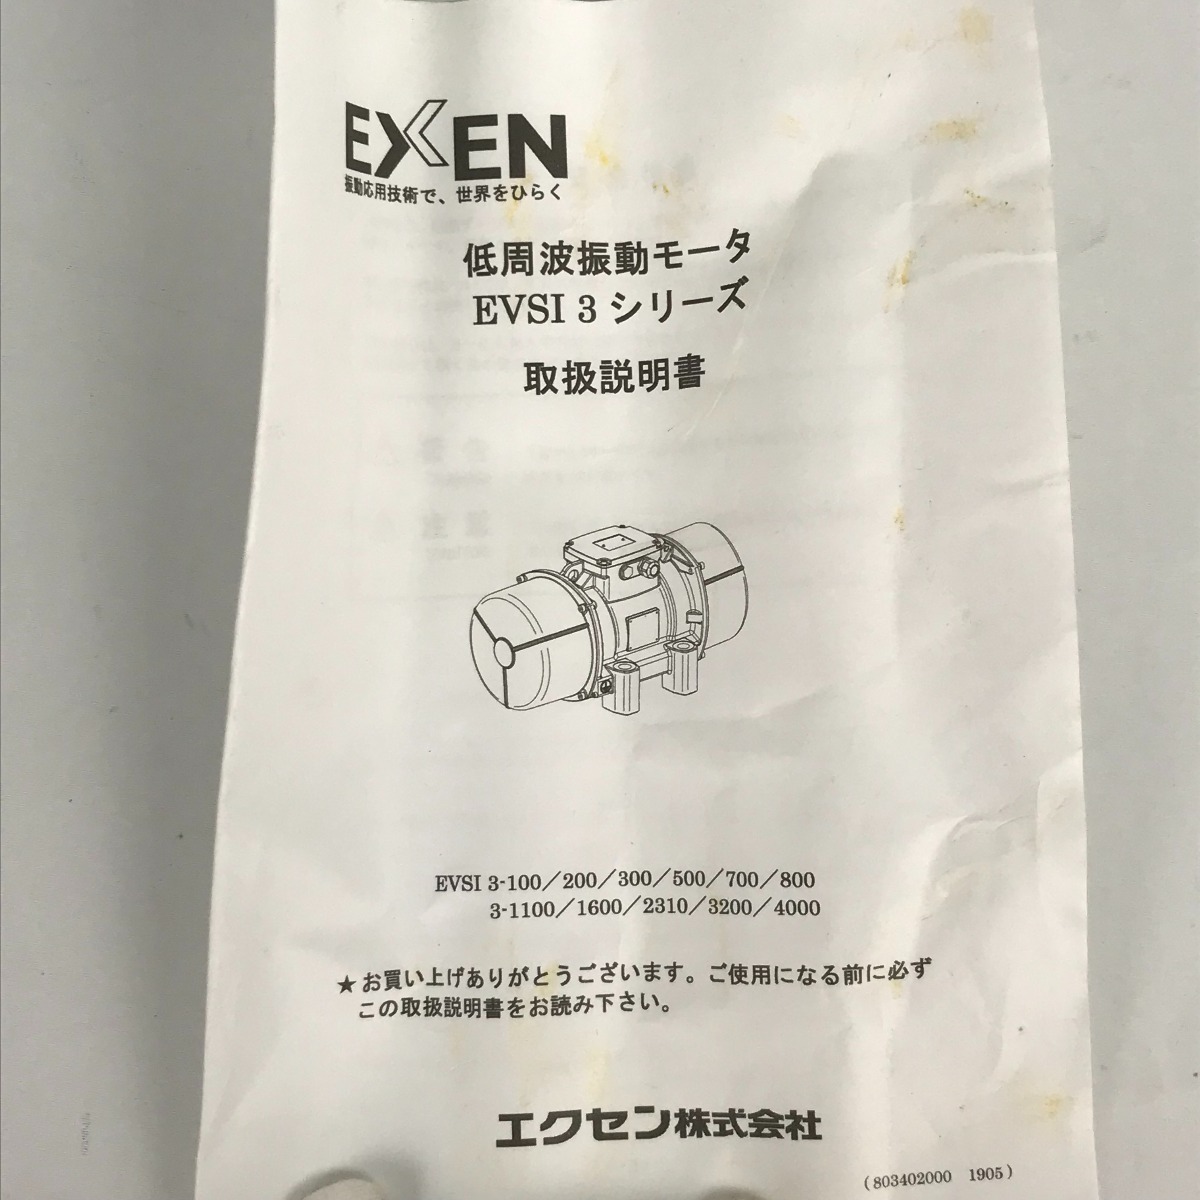 EXEN
振動応用技術で、世界をひらく
低周波振動モータ
EVSI 3 シリーズ
取扱説明書
EVSI 3-100／200／300／500／700／800
3-1100／1600／2310／3200／4000
★お買い上げありがとうございます。ご使用になる前に必ず
この取扱説明書をお読み下さい。
エクセン株式会社
（803402000 1905）